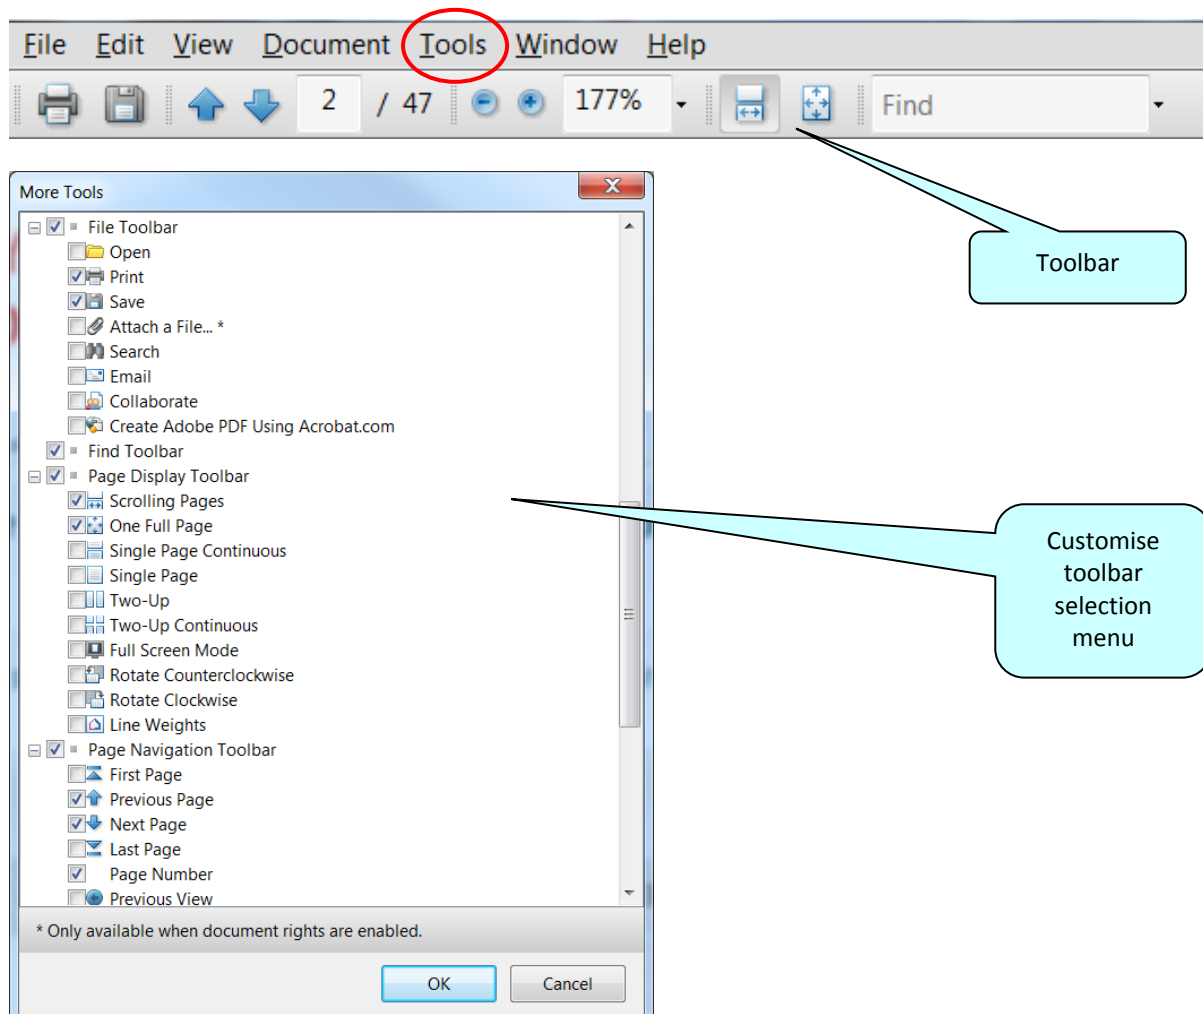 File Edit View Document Tools Window Help
2 / 47 177% Find
More Tools
File Toolbar
Open
Print
Save
Attach a File... *
Search
Email
Collaborate
Create Adobe PDF Using Acrobat.com
Find Toolbar
Page Display Toolbar
Scrolling Pages
One Full Page
Single Page Continuous
Single Page
Two-Up
Two-Up Continuous
Full Screen Mode
Rotate Counterclockwise
Rotate Clockwise
Line Weights
Page Navigation Toolbar
First Page
Previous Page
Next Page
Last Page
Page Number
Previous View
* Only available when document rights are enabled.
OK Cancel
Toolbar
Customise
toolbar
selection
menu